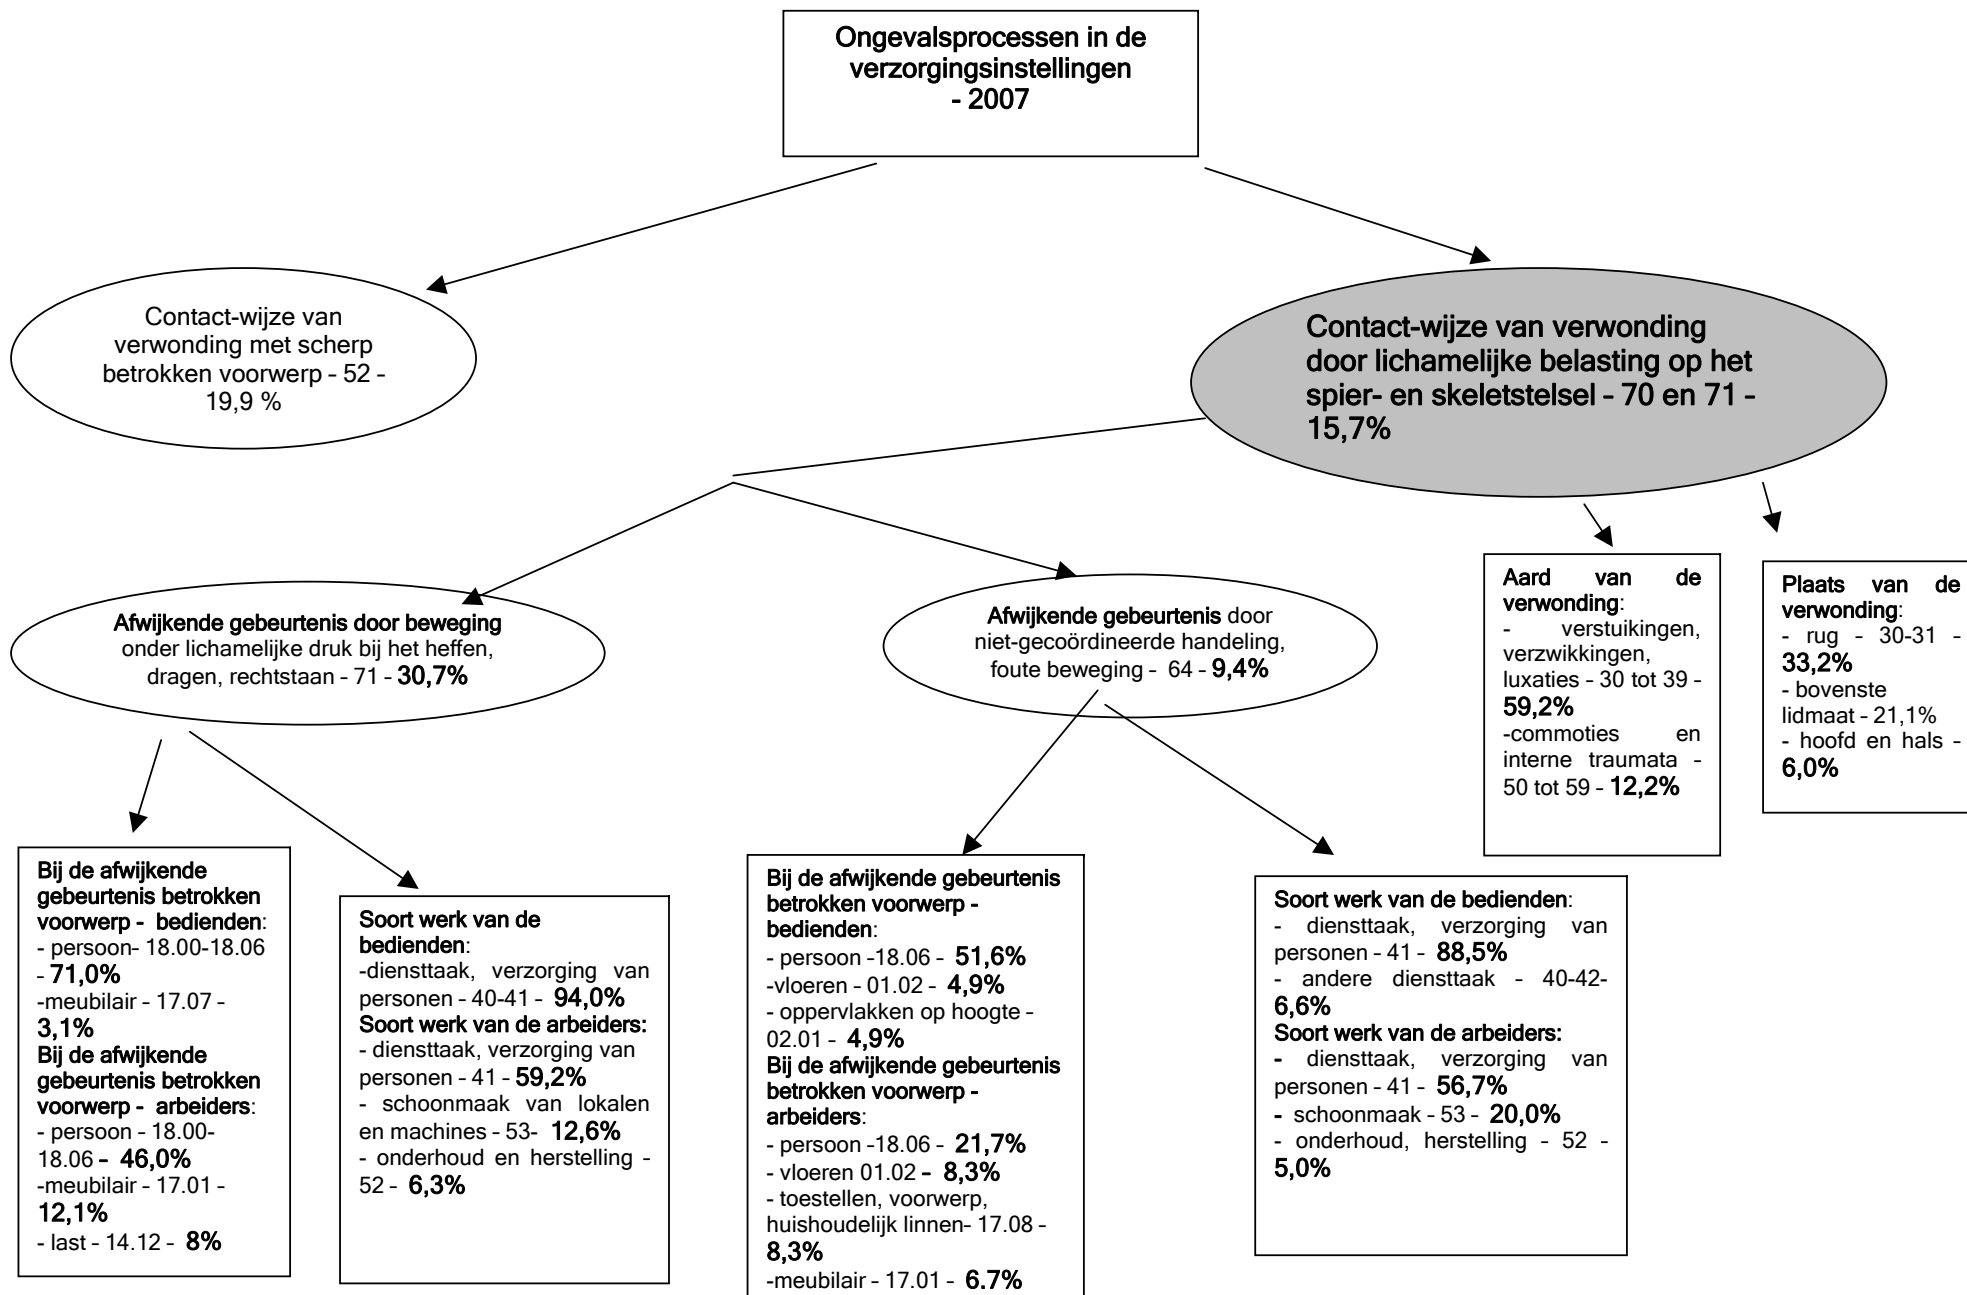 Ongevalsprocessen in de
verzorgingsinstellingen
- 2007
Contact-wijze van
verwonding met scherp
betrokken voorwerp - 52 -
19,9 %
Contact-wijze van verwonding
door lichamelijke belasting op het
spier- en skeletstelsel - 70 en 71 -
15,7%
Afwijkende gebeurtenis door beweging
onder lichamelijke druk bij het heffen,
dragen, rechtstaan - 71 - 30,7%
Afwijkende gebeurtenis door
niet-gecoördineerde handeling,
foute beweging - 64 - 9,4%
Aard van de
verwonding:
- verstuikingen,
verzwikkingen,
luxaties - 30 tot 39 -
59,2%
-commoties en
interne traumata -
50 tot 59 - 12,2%
Plaats van de
verwonding:
- rug - 30-31 -
33,2%
- bovenste
lidmaat - 21,1%
- hoofd en hals -
6,0%
Bij de afwijkende
gebeurtenis betrokken
voorwerp - bedienden:
- persoon- 18.00-18.06
- 71,0%
-meubilair - 17.07 -
3,1%
Bij de afwijkende
gebeurtenis betrokken
voorwerp - arbeiders:
- persoon - 18.00-
18.06 - 46,0%
-meubilair - 17.01 -
12,1%
- last - 14.12 - 8%
Soort werk van de
bedienden:
-diensttaak, verzorging van
personen - 40-41 - 94,0%
Soort werk van de arbeiders:
- diensttaak, verzorging van
personen - 41 - 59,2%
- schoonmaak van lokalen
en machines - 53- 12,6%
- onderhoud en herstelling -
52 - 6,3%
Bij de afwijkende gebeurtenis
betrokken voorwerp -
bedienden:
- persoon -18.06 - 51,6%
-vloeren - 01.02 - 4,9%
- oppervlakken op hoogte -
02.01 - 4,9%
Bij de afwijkende gebeurtenis
betrokken voorwerp -
arbeiders:
- persoon -18.06 - 21,7%
- vloeren 01.02 - 8,3%
- toestellen, voorwerp,
huishoudelijk linnen- 17.08 -
8,3%
-meubilair - 17.01 - 6,7%
Soort werk van de bedienden:
- diensttaak, verzorging van
personen - 41 - 88,5%
- andere diensttaak - 40-42-
6,6%
Soort werk van de arbeiders:
- diensttaak, verzorging van
personen - 41 - 56,7%
- schoonmaak - 53 - 20,0%
- onderhoud, herstelling - 52 -
5,0%